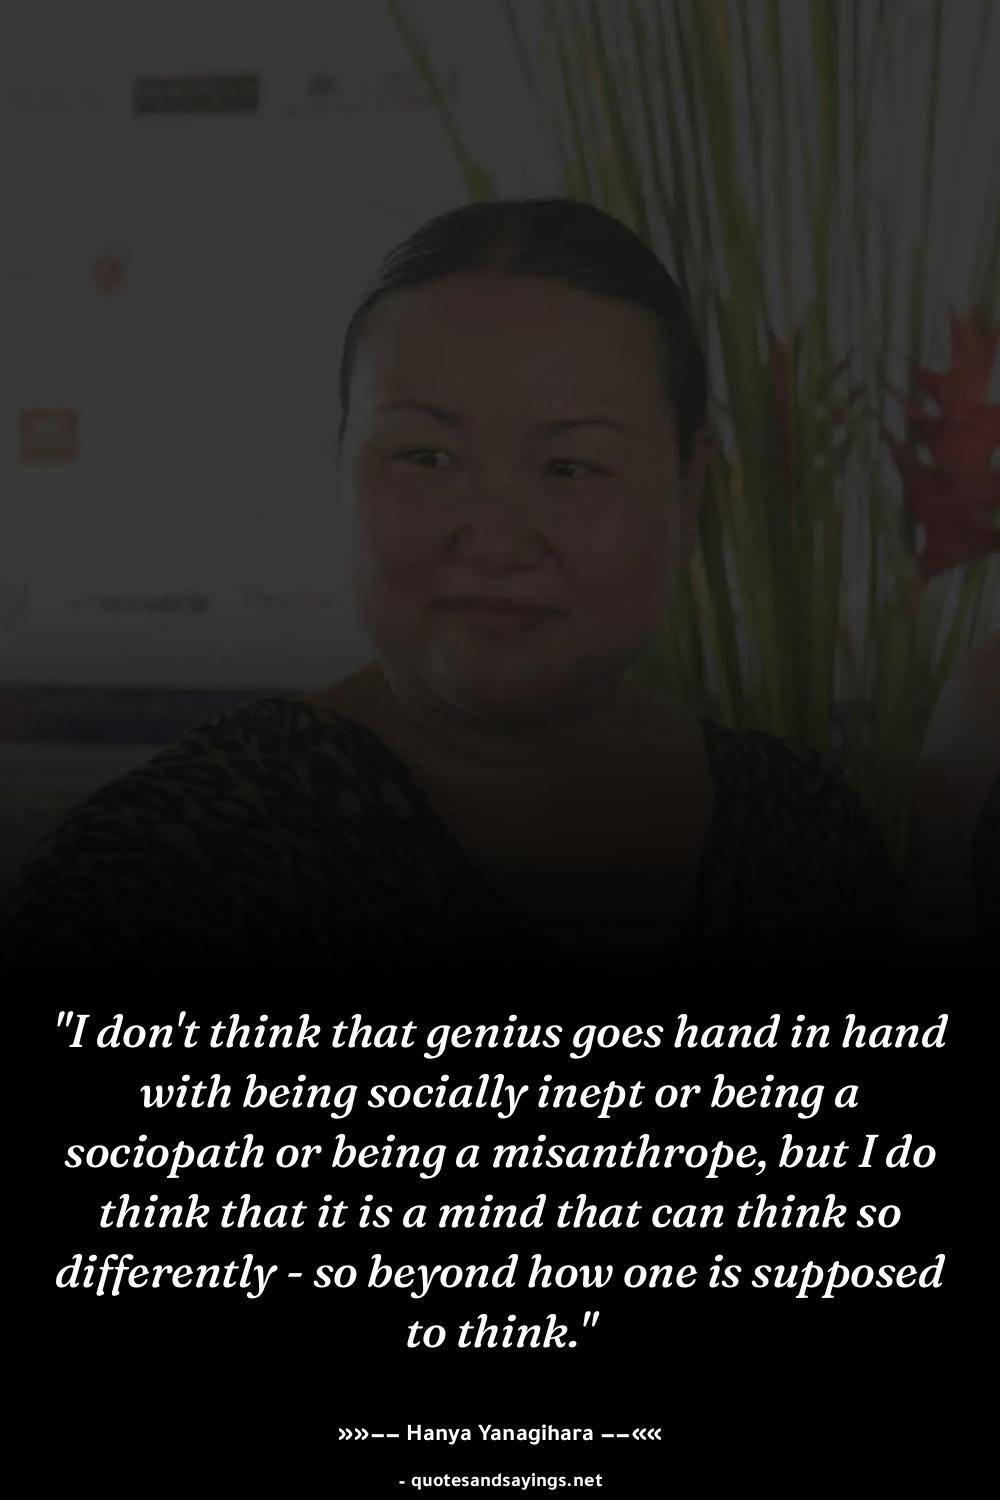 "I don't think that genius goes hand in hand
with being socially inept or being a
sociopath or being a misanthrope, but I do
think that it is a mind that can think so
differently - so beyond how one is supposed
to think."
»»–– Hanya Yanagihara ––««
- quotesandsayings.net